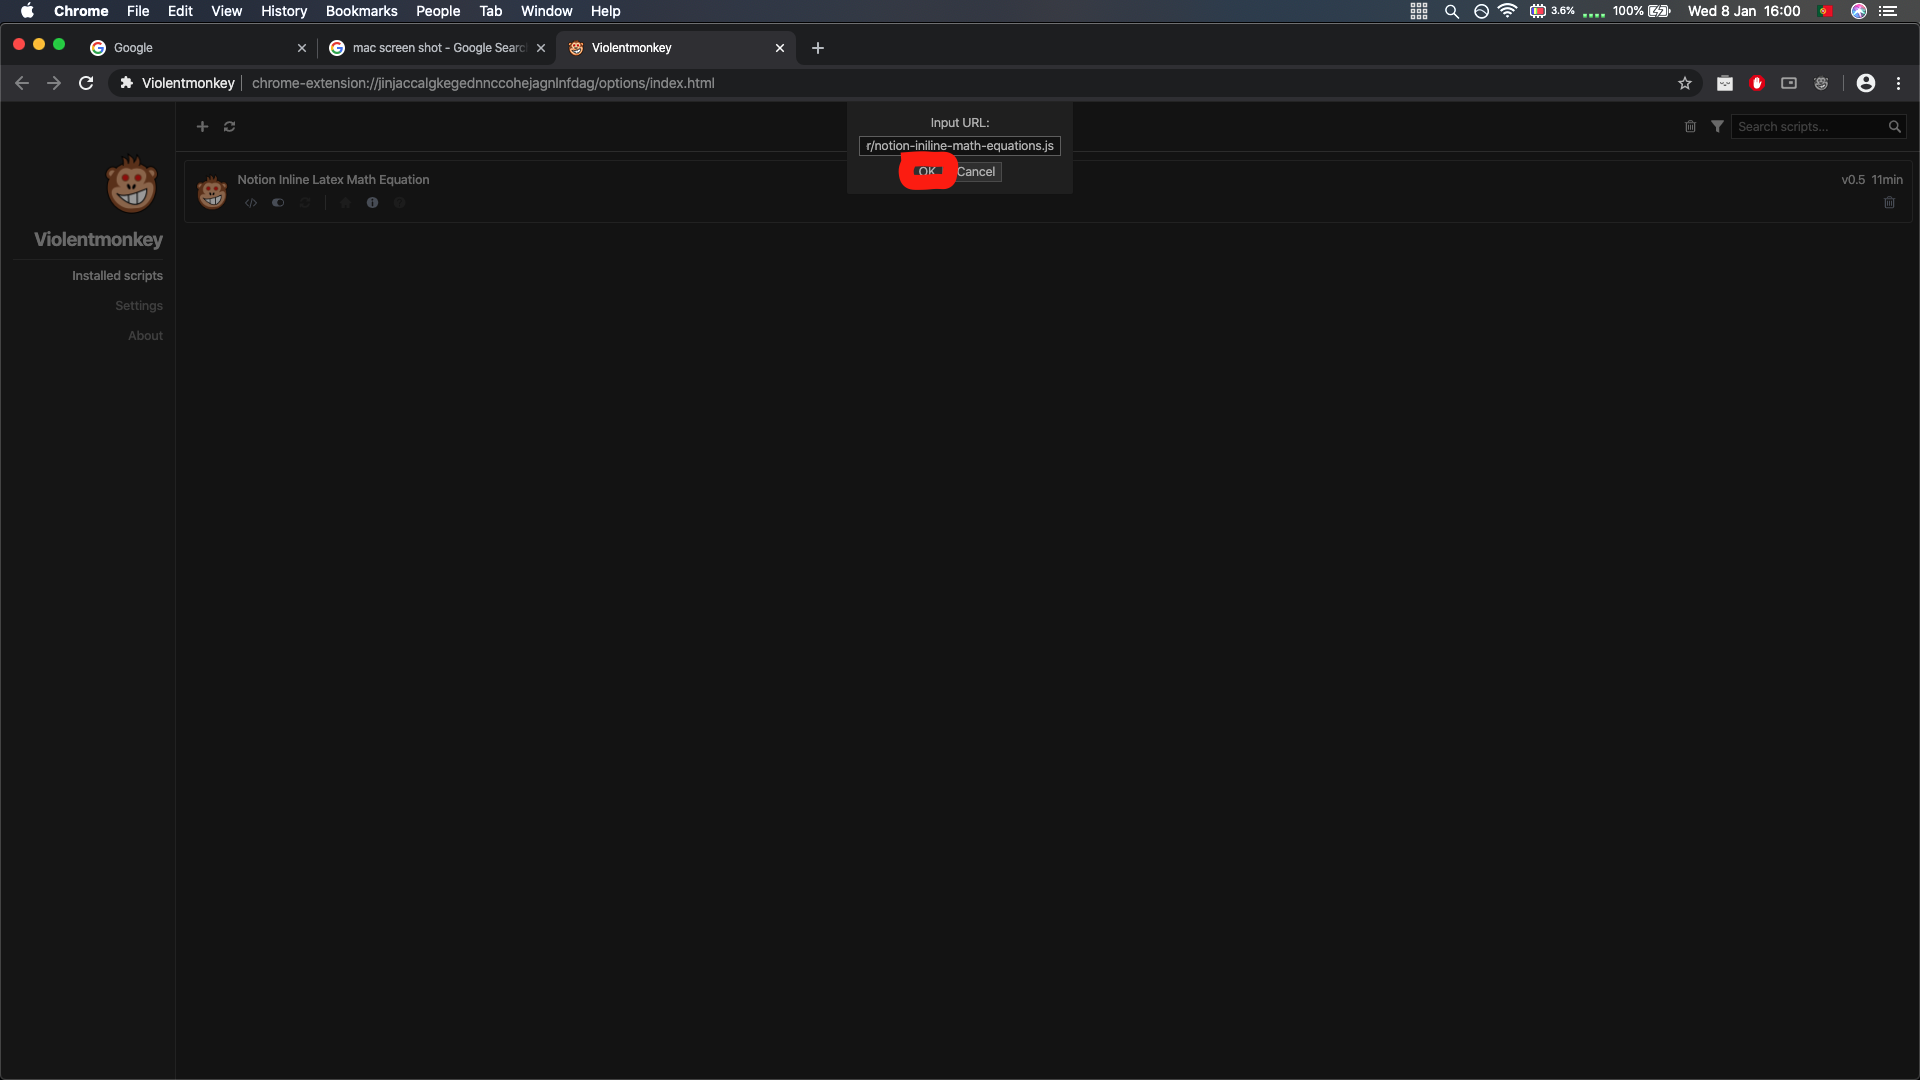 Chrome File Edit View History Bookmarks People Tab Window Help 3.6% 100% Wed 8 Jan 16:00
Google mac screen shot - Google Searc Violentmonkey
Violentmonkey chrome-extension://jinjaccalgkegednnccohejagnlnfdag/options/index.html
Input URL:
Search scripts...
r/notion-iniline-math-equations.js
OK Cancel
Notion Inline Latex Math Equation v0.5 11min
Violentmonkey
Installed scripts
Settings
About